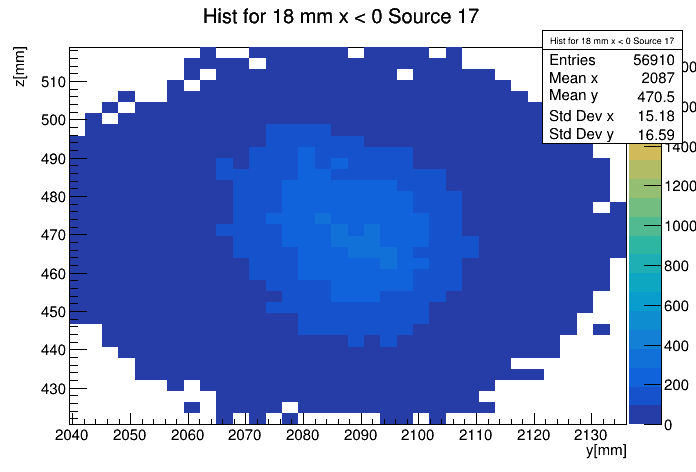 Hist for 18 mm x < 0 Source 17
Hist for 18 mm x < 0 Source 17
Entries 56910
Mean x 2087
Mean y 470.5
Std Dev x 15.18
Std Dev y 16.59
z[mm]
510
500
490
480
470
460
450
440
430
2040 2050 2060 2070 2080 2090 2100 2110 2120 2130
y[mm]
1400
1200
1000
800
600
400
200
0